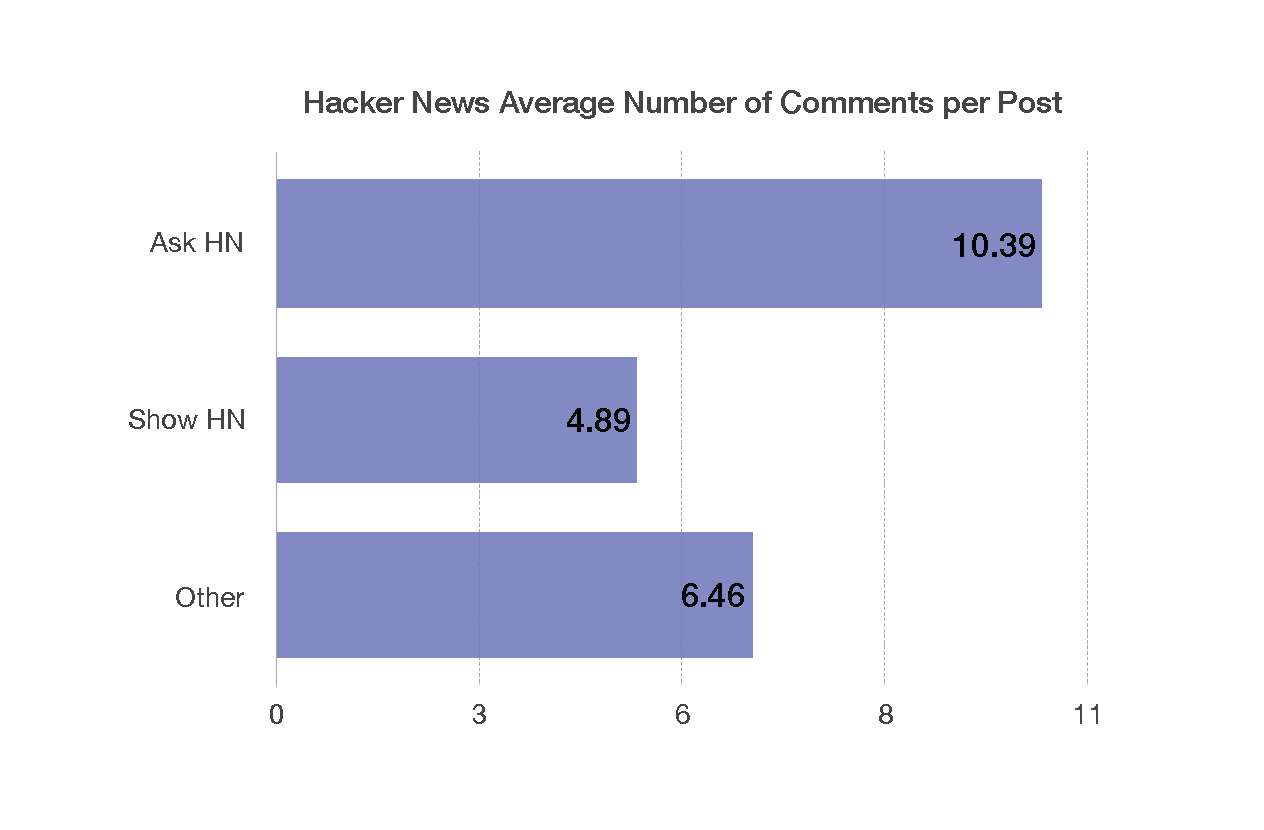 Hacker News Average Number of Comments per Post
Ask HN
10.39
Show HN
4.89
Other
6.46
0 3 6 8 11